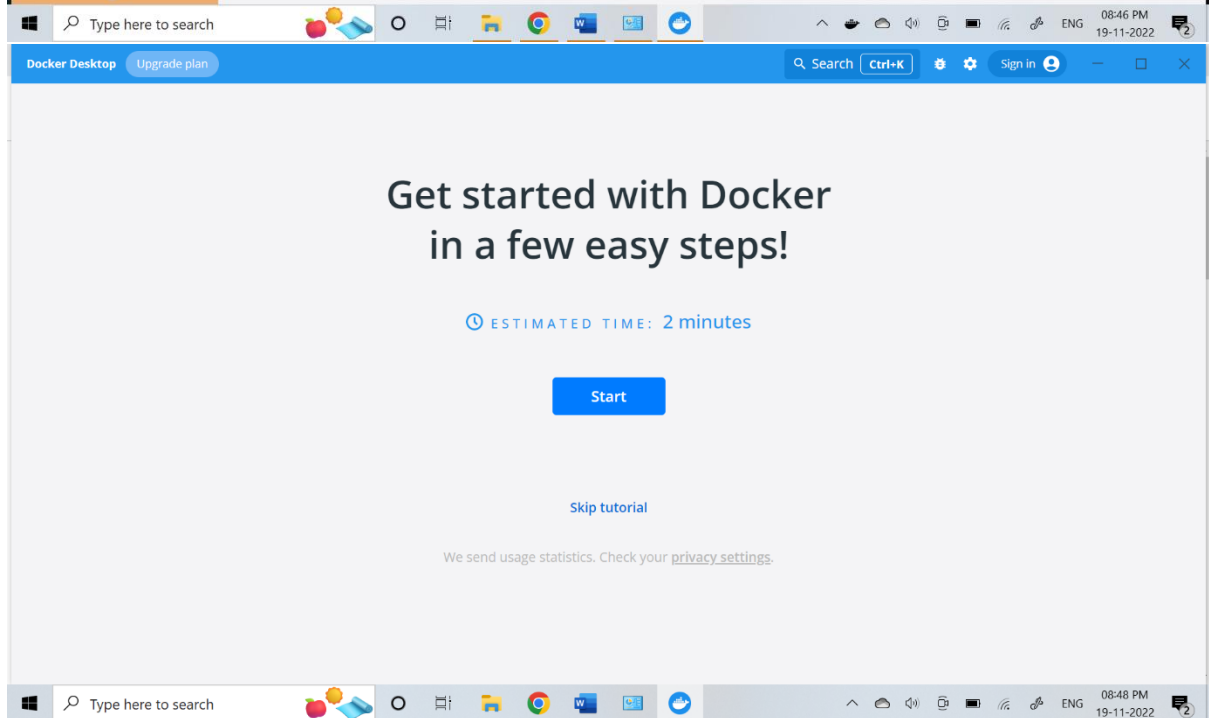 Type here to search
ENG
08:46 PM
19-11-2022
2
Docker Desktop Upgrade plan Search Ctrl+K Sign in
Get started with Docker
in a few easy steps!
ESTIMATED TIME: 2 minutes
Start
Skip tutorial
We send usage statistics. Check your privacy settings.
Type here to search
ENG
08:48 PM
19-11-2022
2